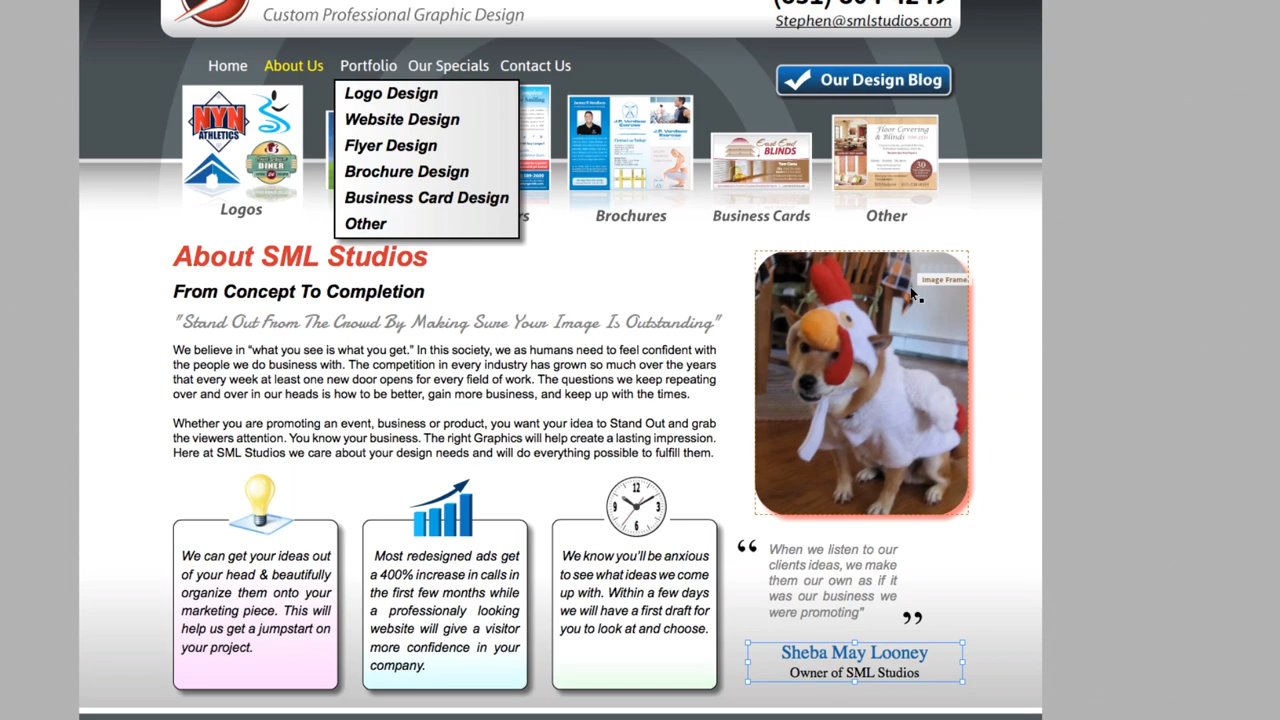 Custom Professional Graphic Design
Stephen@smlstudios.com
Home About Us Portfolio Our Specials Contact Us
Our Design Blog
Logo Design
Website Design
Flyer Design
Brochure Design
Business Card Design
Other
NYN
ATHLETICS
DINER
EAST END
BLINDS
Floor Covering
& BLINDS
Logos
Brochures
Business Cards
Other
About SML Studios
From Concept To Completion
"Stand Out From The Crowd By Making Sure Your Image Is Outstanding"
We believe in “what you see is what you get.” In this society, we as humans need to feel confident with
the people we do business with. The competition in every industry has grown so much over the years
that every week at least one new door opens for every field of work. The questions we keep repeating
over and over in our heads is how to be better, gain more business, and keep up with the times.
Whether you are promoting an event, business or product, you want your idea to Stand Out and grab
the viewers attention. You know your business. The right Graphics will help create a lasting impression.
Here at SML Studios we care about your design needs and will do everything possible to fulfill them.
Image Frame
12
9
3
6
We can get your ideas out
of your head & beautifully
organize them onto your
marketing piece. This will
help us get a jumpstart on
your project.
Most redesigned ads get
a 400% increase in calls in
the first few months while
a professionaly looking
website will give a visitor
more confidence in your
company.
We know you’ll be anxious
to see what ideas we come
up with. Within a few days
we will have a first draft for
you to look at and choose.
“
When we listen to our
clients ideas, we make
them our own as if it
was our business we
were promoting”
”
Sheba May Looney
Owner of SML Studios